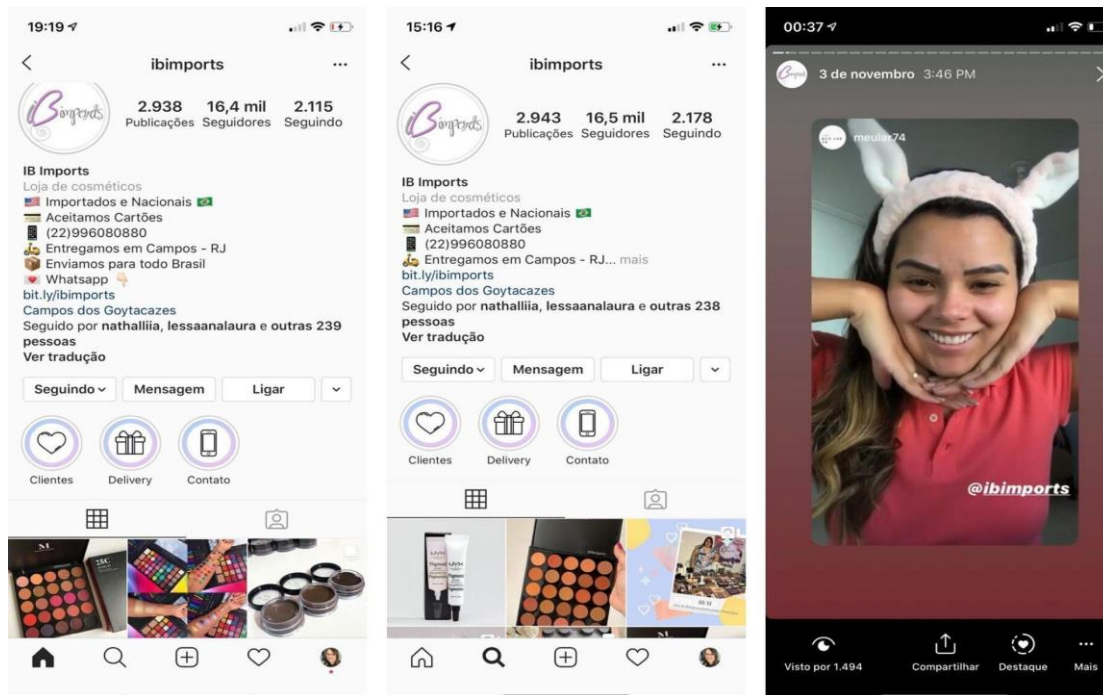 19:19
ibimports
iBimports
2.938 16,4 mil 2.115
Publicações Seguidores Seguindo
IB Imports
Loja de cosméticos
Importados e Nacionais
Aceitamos Cartões
(22)996080880
Entregamos em Campos - RJ
Enviamos para todo Brasil
Whatsapp
bit.ly/ibimports
Campos dos Goytacazes
Seguido por nathalliia, lessaanalaura e outras 239
pessoas
Ver tradução
Seguindo Mensagem Ligar
Clientes Delivery Contato
M
15:16
ibimports
iBimports
2.943 16,5 mil 2.178
Publicações Seguidores Seguindo
IB Imports
Loja de cosméticos
Importados e Nacionais
Aceitamos Cartões
(22)996080880
Entregamos em Campos - RJ... mais
bit.ly/ibimports
Campos dos Goytacazes
Seguido por nathalliia, lessaanalaura e outras 238
pessoas
Ver tradução
Seguindo Mensagem Ligar
Clientes Delivery Contato
NYX
M
00:37
3 de novembro 3:46 PM
meular74
@ibimports
Visto por 1.494 Compartilhar Destaque Mais